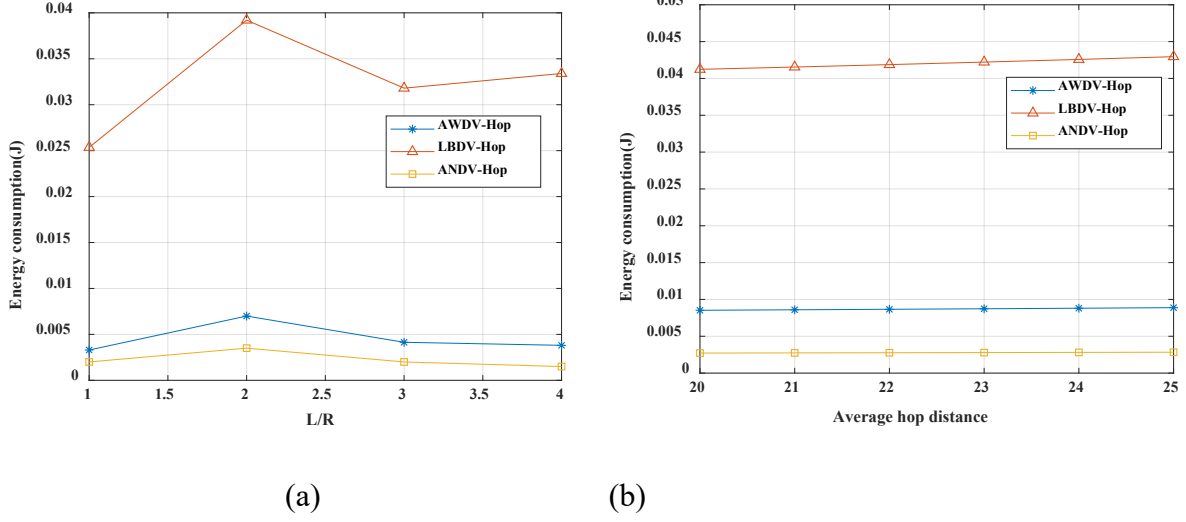 0.04
0.035
0.03
0.025
0.02
0.015
0.01
0.005
0
Energy consumption(J)
AWDV-Hop
LBDV-Hop
ANDV-Hop
1
1.5
2
2.5
3
3.5
4
L/R
(a)
0.05
0.045
0.04
0.035
0.03
0.025
0.02
0.015
0.01
0.005
0
Energy consumption(J)
AWDV-Hop
LBDV-Hop
ANDV-Hop
20
21
22
23
24
25
Average hop distance
(b)